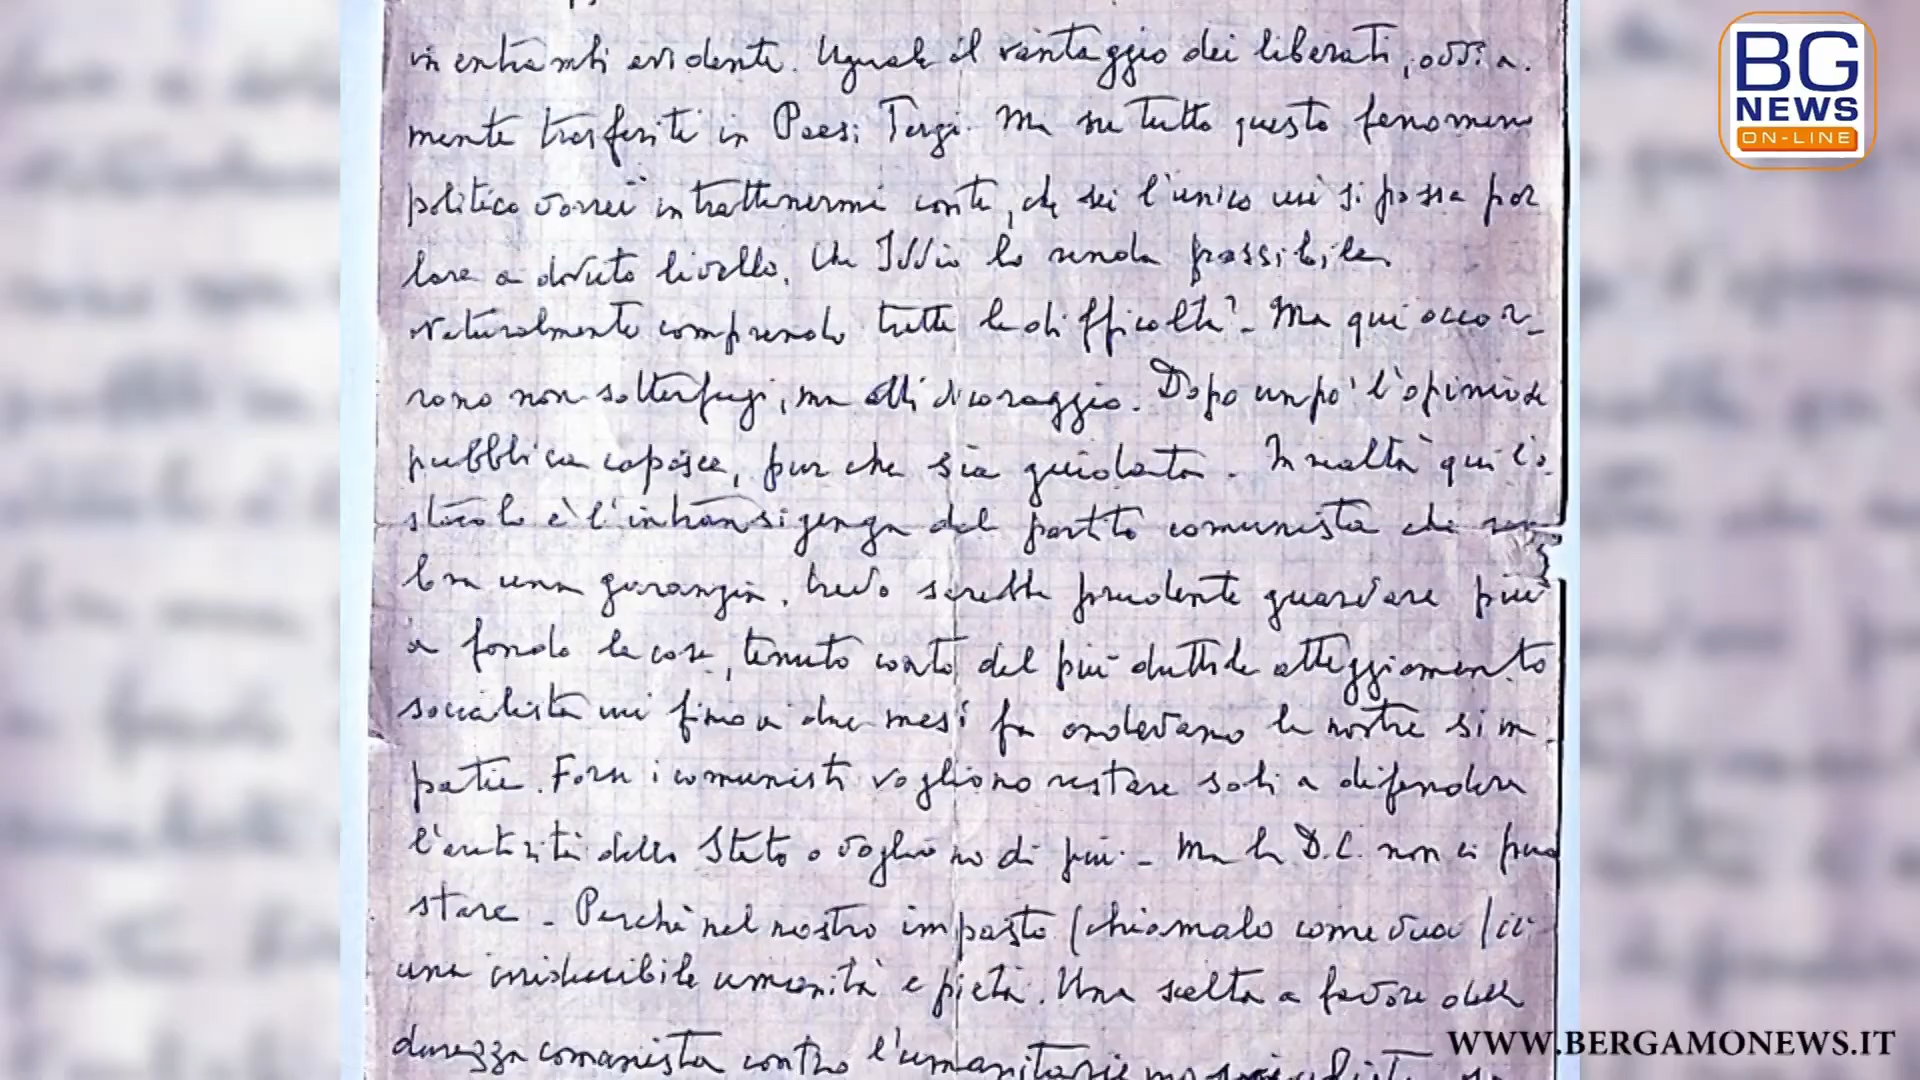 in entrambi evidente. Uguale il vantaggio dei liberati, ovvia-
mente trasferiti in Paesi Terzi. Ma su tutto questo fenomeno
politico vorrei intrattenermi con te, che sei l'unico cui si possa par
lare a dovuto livello. Che Iddio lo renda possibile.
Naturalmente comprendo tutte le difficoltà. Ma qui occor-
rono non sotterfugi, ma atti di coraggio. Dopo un po' l'opinione
pubblica capisce, pur che sia guidata. In realtà qui l'o
stacolo è l'intransigenza del partito comunista che sem
bra una garanzia. Credo sarebbe prudente guardare più
a fondo le cose, tenuto conto del più duttile atteggiamento
socialista cui fino a due mesi fa andavano le nostre sim-
patie. Forse i comunisti vogliono restare soli a difendere
l'autorità dello Stato o vogliono di più. Ma la D.C. non ci può
stare. Perché nel nostro impasto (chiamalo come vuoi) c'è
una irriducibile umanità e pietà. Una scelta a favore della
durezza comunista contro l'umanitarismo socialista
BG
NEWS
ON-LINE
WWW.BERGAMONEWS.IT